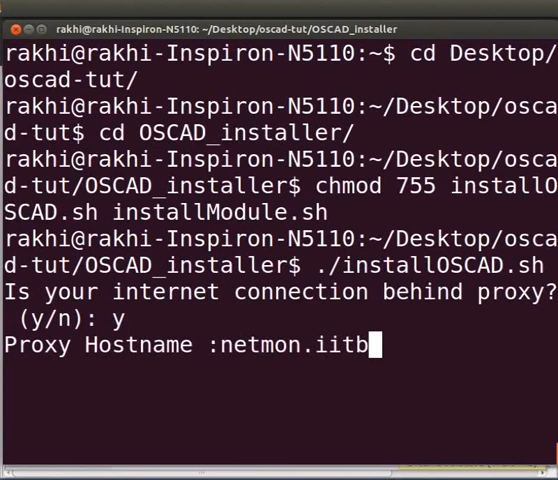 rakhi@rakhi-Inspiron-N5110: ~/Desktop/oscad-tut/OSCAD_installer
rakhi@rakhi-Inspiron-N5110:~$ cd Desktop/
oscad-tut/
rakhi@rakhi-Inspiron-N5110:~/Desktop/osca
d-tut$ cd OSCAD_installer/
rakhi@rakhi-Inspiron-N5110:~/Desktop/osca
d-tut/OSCAD_installer$ chmod 755 installO
SCAD.sh installModule.sh
rakhi@rakhi-Inspiron-N5110:~/Desktop/osca
d-tut/OSCAD_installer$ ./installOSCAD.sh
Is your internet connection behind proxy?
(y/n): y
Proxy Hostname :netmon.iitb